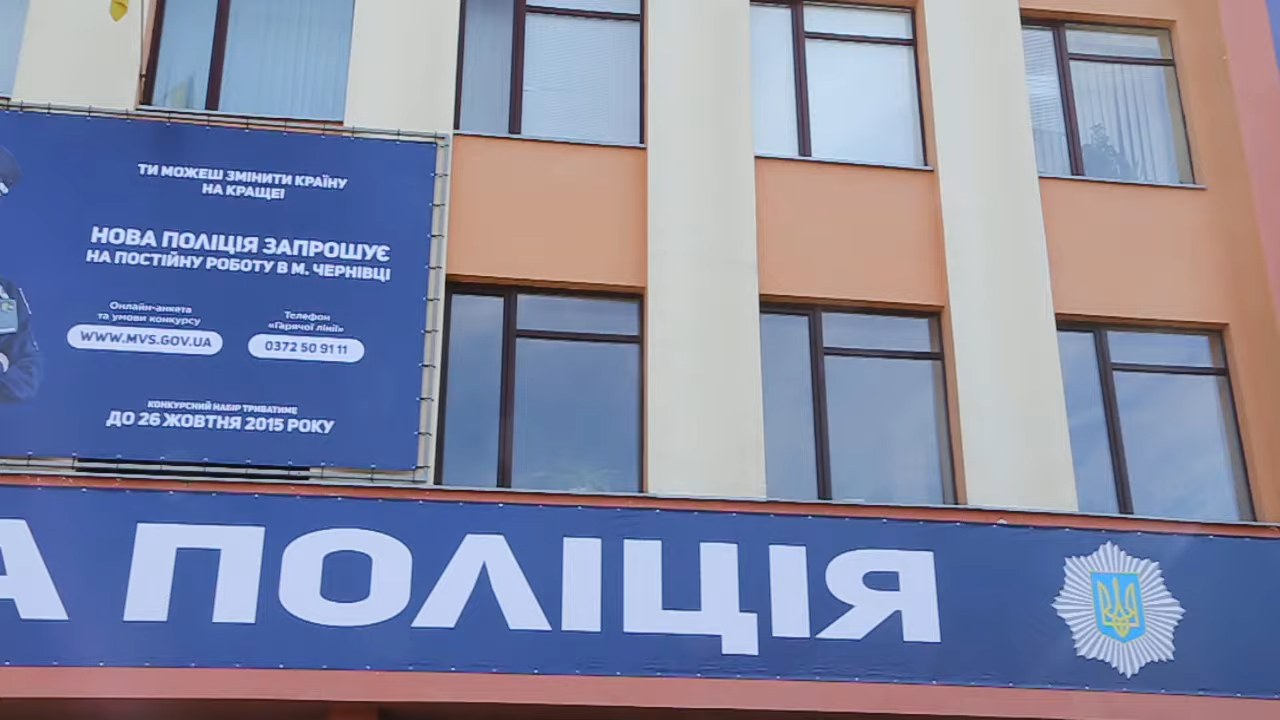 ТИ МОЖЕШ ЗМІНИТИ КРАЇНУ
НА КРАЩЕ!
НОВА ПОЛІЦІЯ ЗАПРОШУЄ
НА ПОСТІЙНУ РОБОТУ В М. ЧЕРНІВЦІ
Онлайн-анкета
та умови конкурсу
WWW.MVS.GOV.UA
Телефон
«Гарячої лінії»
0372 50 91 11
КОНКУРСНИЙ НАБІР ТРИВАТИМЕ
ДО 26 ЖОВТНЯ 2015 РОКУ
А ПОЛІЦІЯ